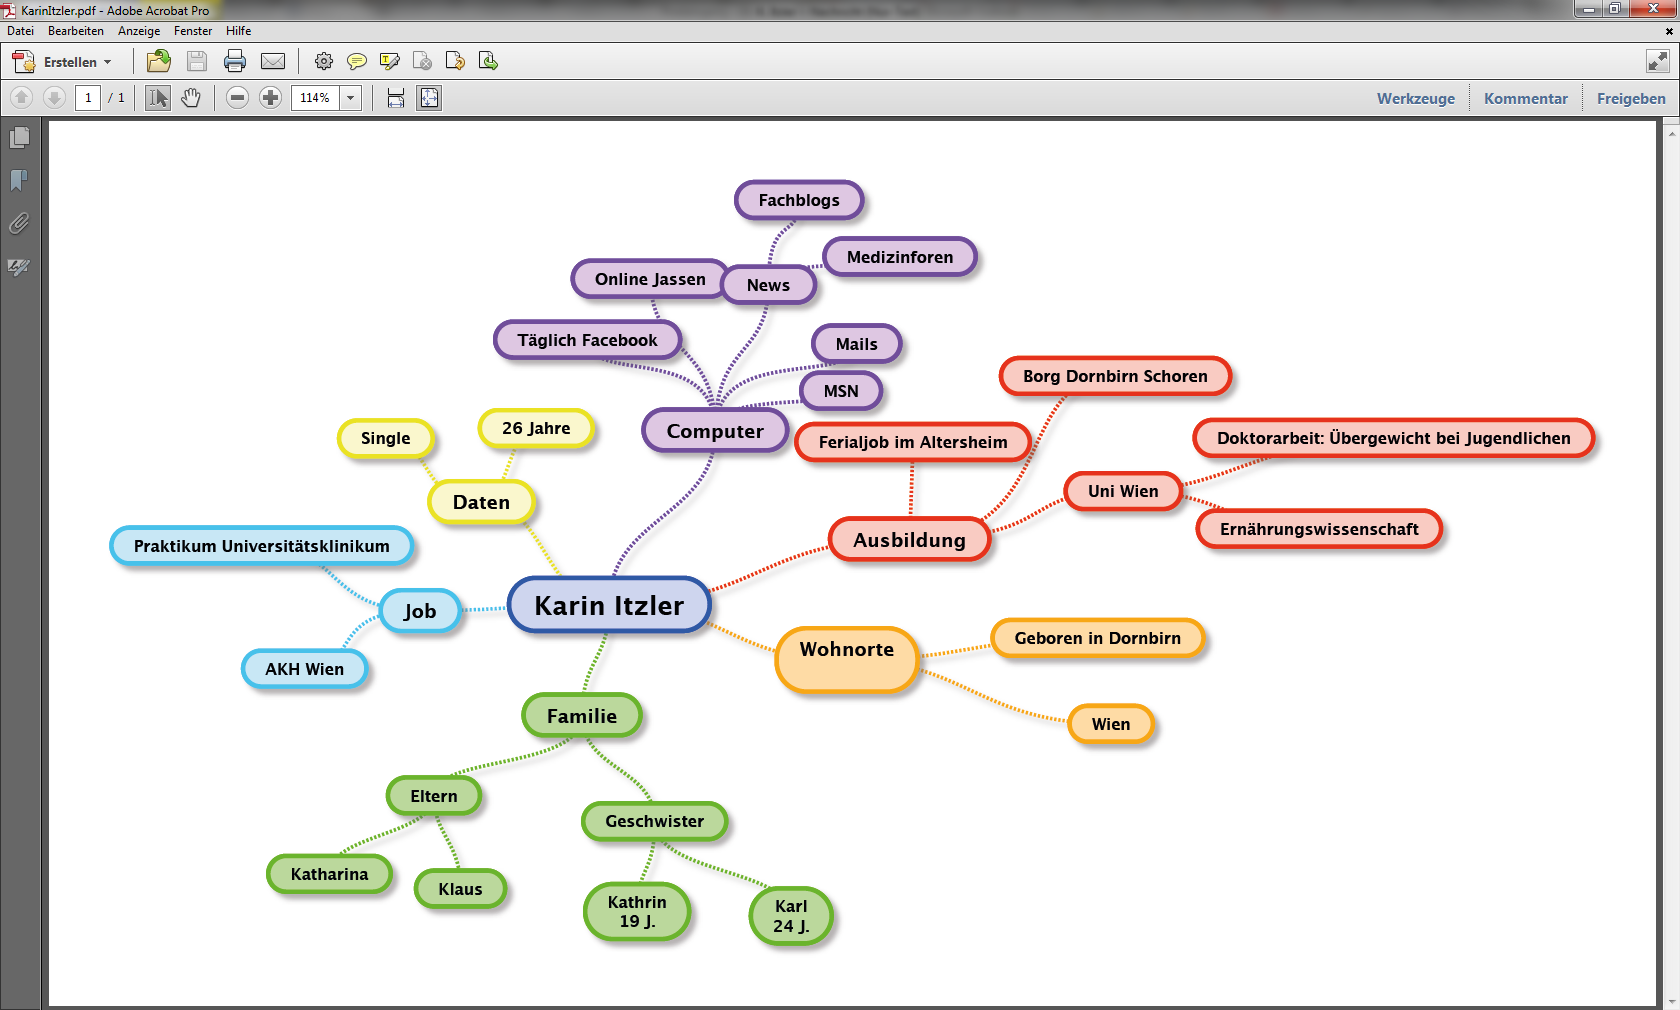 KarinItzler.pdf - Adobe Acrobat Pro
Datei Bearbeiten Anzeige Fenster Hilfe
Erstellen
1 / 1 114% Werkzeuge Kommentar Freigeben
Fachblogs
Medizinforen
Online Jassen
News
Täglich Facebook
Mails
MSN
Computer
Borg Dornbirn Schoren
Single
26 Jahre
Ferialjob im Altersheim
Doktorarbeit: Übergewicht bei Jugendlichen
Uni Wien
Daten
Ernährungswissenschaft
Ausbildung
Praktikum Universitätsklinikum
Karin Itzler
Job
Geboren in Dornbirn
Wohnorte
AKH Wien
Familie
Wien
Eltern
Geschwister
Katharina
Klaus
Kathrin
19 J.
Karl
24 J.